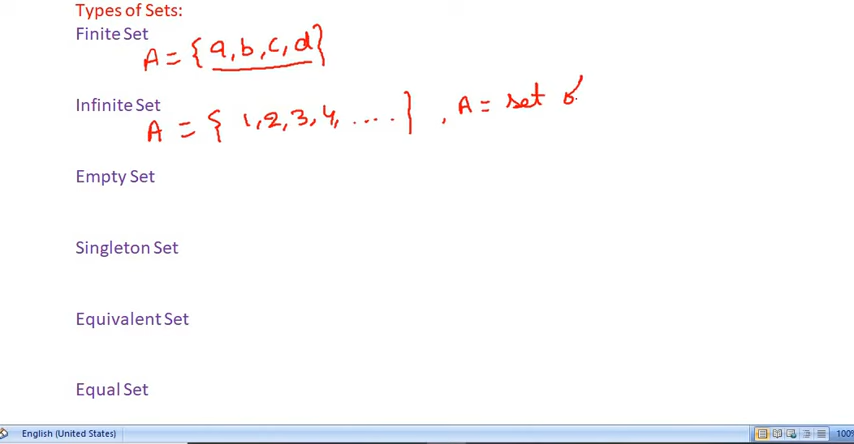 Types of Sets:
Finite Set
A = { a, b, c, d }
Infinite Set
A = { 1, 2, 3, 4, ..... } , A = set
Empty Set
Singleton Set
Equivalent Set
Equal Set
English (United States)
100%